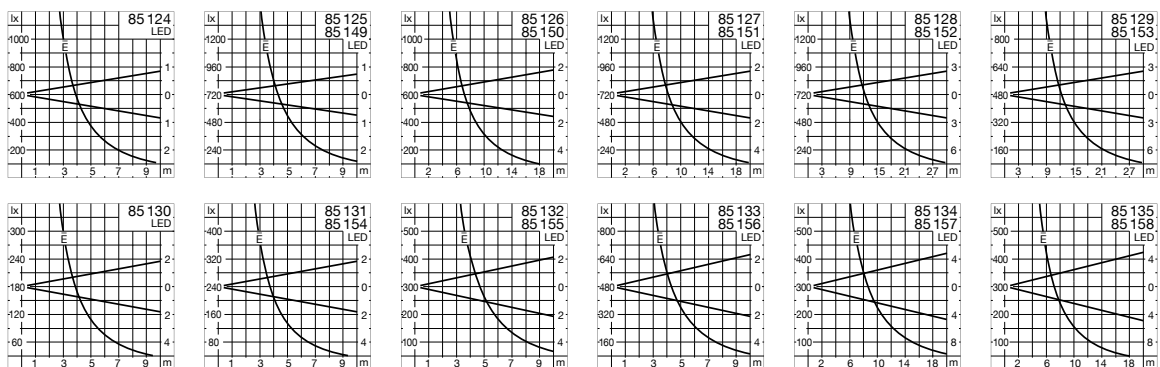 lx 85 124
LED
1000
E
800 1
600 0
400 1
200 2
1 3 5 7 m
lx 85 125
85 149
1200 LED
E
960 1
720 0
480 1
240 2
1 3 5 7 m
lx 85 126
85 150
1000 LED
E
800 2
600 0
400 2
200 4
2 6 10 14 18 m
lx 85 127
85 151
1200 LED
E
960 2
720 0
480 2
240 4
2 6 10 14 18 m
lx 85 128
85 152
1200 LED
E
960 3
720 0
480 3
240 6
3 9 15 21 27 m
lx 85 129
85 153
800 LED
E
640 3
480 0
320 3
160 6
3 9 15 21 27 m
lx 85 130
LED
300
E
240 2
180 0
120 2
60 4
1 3 5 7 9 m
lx 85 131
85 154
400 LED
E
320 2
240 0
160 2
80 4
1 3 5 7 9 m
lx 85 132
85 155
500 LED
E
400 2
300 0
200 2
100 4
1 3 5 7 9 m
lx 85 133
85 156
800 LED
E
640 2
480 0
320 2
160 4
1 3 5 7 9 m
lx 85 134
85 157
500 LED
E
400 4
300 0
200 4
100 8
2 6 10 14 18 m
lx 85 135
85 158
500 LED
E
400 4
300 0
200 4
100 8
2 6 10 14 18 m